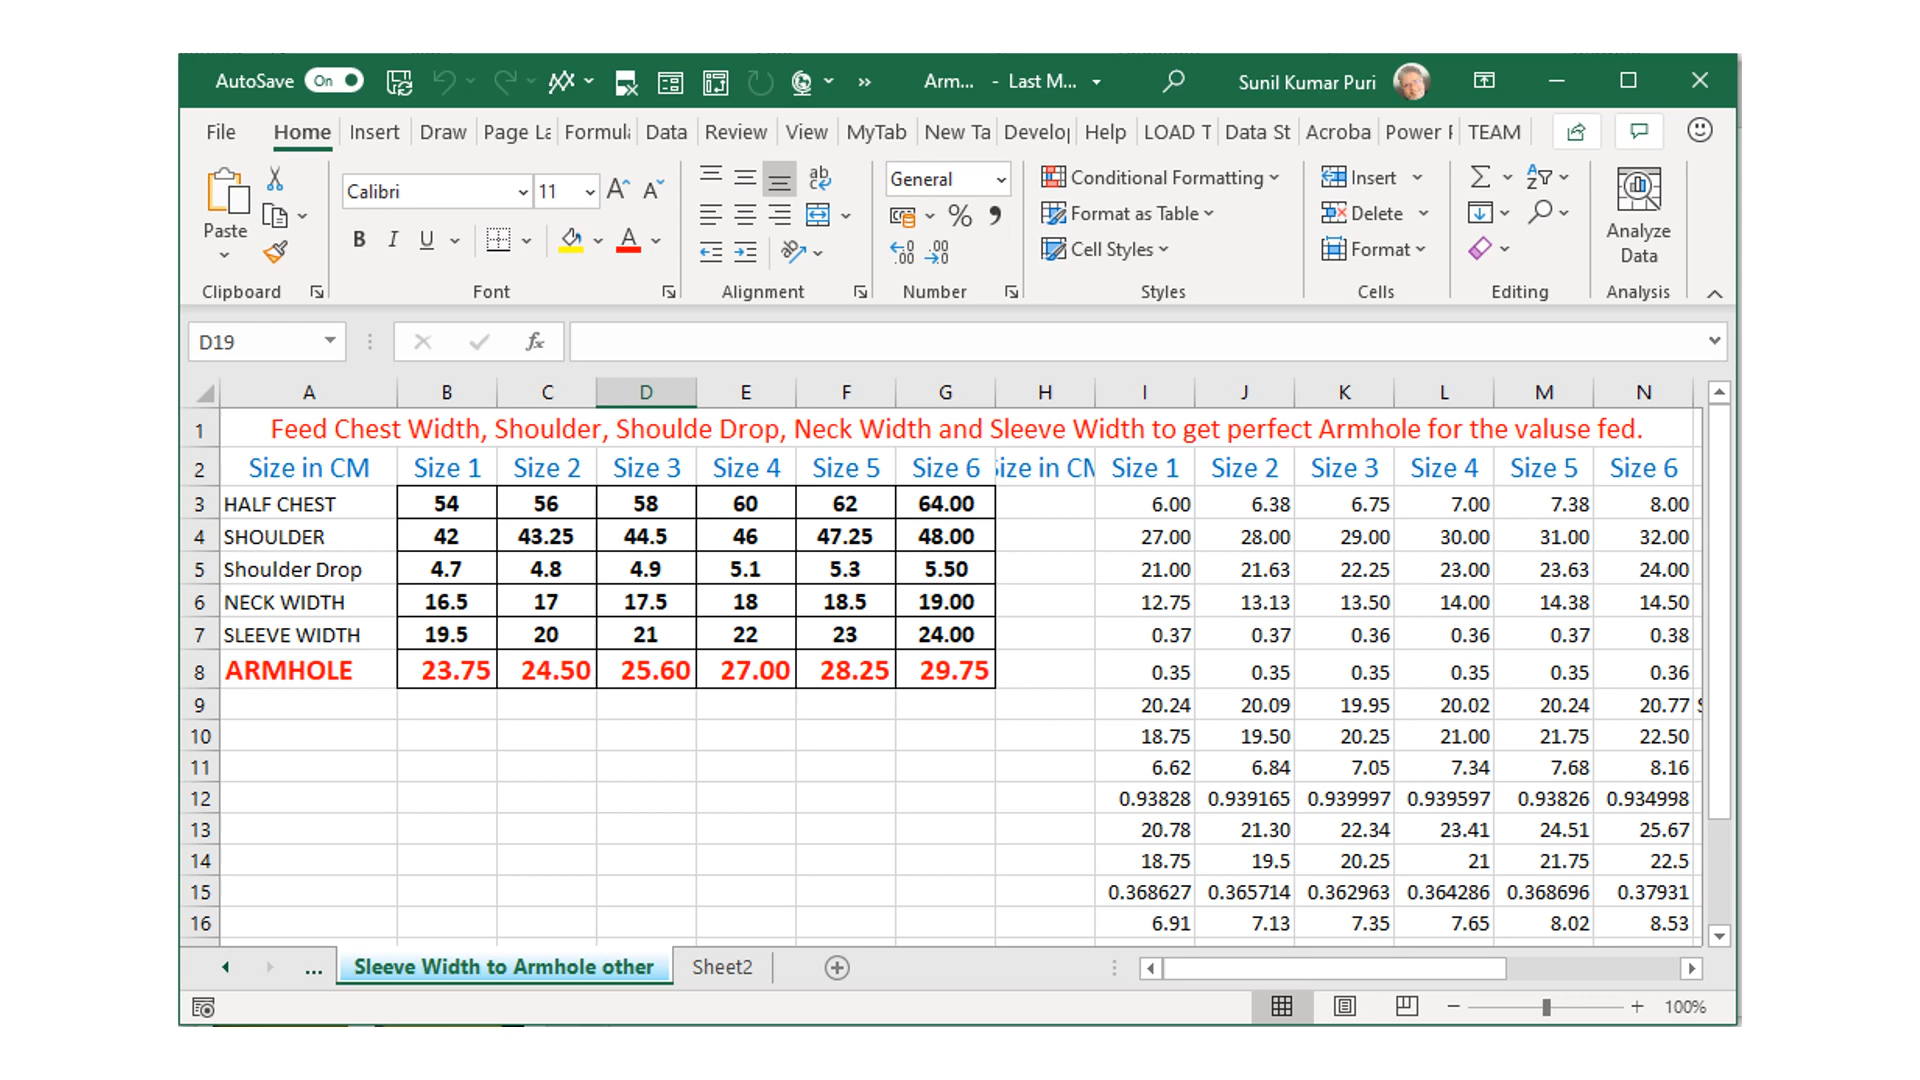 AutoSave On Arm... - Last M... Sunil Kumar Puri
File Home Insert Draw Page La Formula Data Review View MyTab New Ta Develop Help LOAD T Data St Acroba Power P TEAM
Calibri 11 General Conditional Formatting Insert
Paste Format as Table Delete Analyze
B I U Cell Styles Format Data
Clipboard Font Alignment Number Styles Cells Editing Analysis
D19 fx
A B C D E F G H I J K L M N
1 Feed Chest Width, Shoulder, Shoulde Drop, Neck Width and Sleeve Width to get perfect Armhole for the valuse fed.
2 Size in CM Size 1 Size 2 Size 3 Size 4 Size 5 Size 6 Size in CM Size 1 Size 2 Size 3 Size 4 Size 5 Size 6
3 HALF CHEST 54 56 58 60 62 64.00 6.00 6.38 6.75 7.00 7.38 8.00
4 SHOULDER 42 43.25 44.5 46 47.25 48.00 27.00 28.00 29.00 30.00 31.00 32.00
5 Shoulder Drop 4.7 4.8 4.9 5.1 5.3 5.50 21.00 21.63 22.25 23.00 23.63 24.00
6 NECK WIDTH 16.5 17 17.5 18 18.5 19.00 12.75 13.13 13.50 14.00 14.38 14.50
7 SLEEVE WIDTH 19.5 20 21 22 23 24.00 0.37 0.37 0.36 0.36 0.37 0.38
8 ARMHOLE 23.75 24.50 25.60 27.00 28.25 29.75 0.35 0.35 0.35 0.35 0.35 0.36
9 20.24 20.09 19.95 20.02 20.24 20.77
10 18.75 19.50 20.25 21.00 21.75 22.50
11 6.62 6.84 7.05 7.34 7.68 8.16
12 0.93828 0.939165 0.939997 0.939597 0.93826 0.934998
13 20.78 21.30 22.34 23.41 24.51 25.67
14 18.75 19.5 20.25 21 21.75 22.5
15 0.368627 0.365714 0.362963 0.364286 0.368696 0.37931
16 6.91 7.13 7.35 7.65 8.02 8.53
... Sleeve Width to Armhole other Sheet2
100%